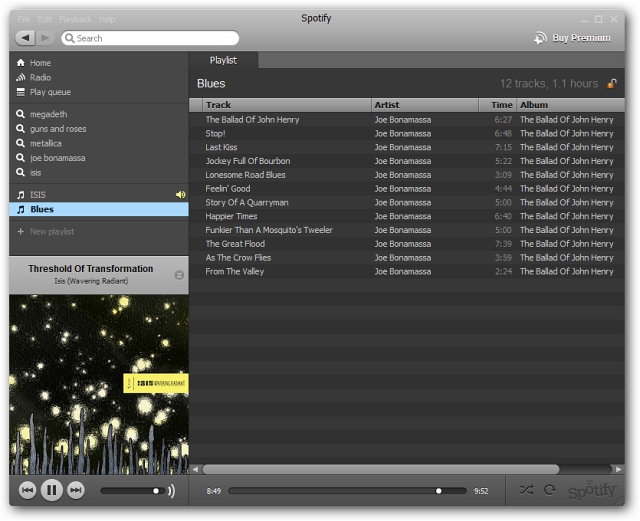 Spotify
File Edit Playback Help
Search
Buy Premium
Home
Radio
Play queue
megadeth
guns and roses
metallica
joe bonamassa
isis
ISIS
Blues
New playlist
Threshold Of Transformation
Isis (Wavering Radiant)
ISIS WAVERING RADIANT
Playlist
Blues 12 tracks, 1.1 hours
Track Artist Time Album
The Ballad Of John Henry Joe Bonamassa 6:27 The Ballad Of John Henry
Stop! Joe Bonamassa 6:48 The Ballad Of John Henry
Last Kiss Joe Bonamassa 7:15 The Ballad Of John Henry
Jockey Full Of Bourbon Joe Bonamassa 5:22 The Ballad Of John Henry
Lonesome Road Blues Joe Bonamassa 3:09 The Ballad Of John Henry
Feelin' Good Joe Bonamassa 4:44 The Ballad Of John Henry
Story Of A Quarryman Joe Bonamassa 5:00 The Ballad Of John Henry
Happier Times Joe Bonamassa 6:40 The Ballad Of John Henry
Funkier Than A Mosquito's Tweeler Joe Bonamassa 5:00 The Ballad Of John Henry
The Great Flood Joe Bonamassa 7:39 The Ballad Of John Henry
As The Crow Flies Joe Bonamassa 3:59 The Ballad Of John Henry
From The Valley Joe Bonamassa 2:24 The Ballad Of John Henry
8:49 9:52
Spotify